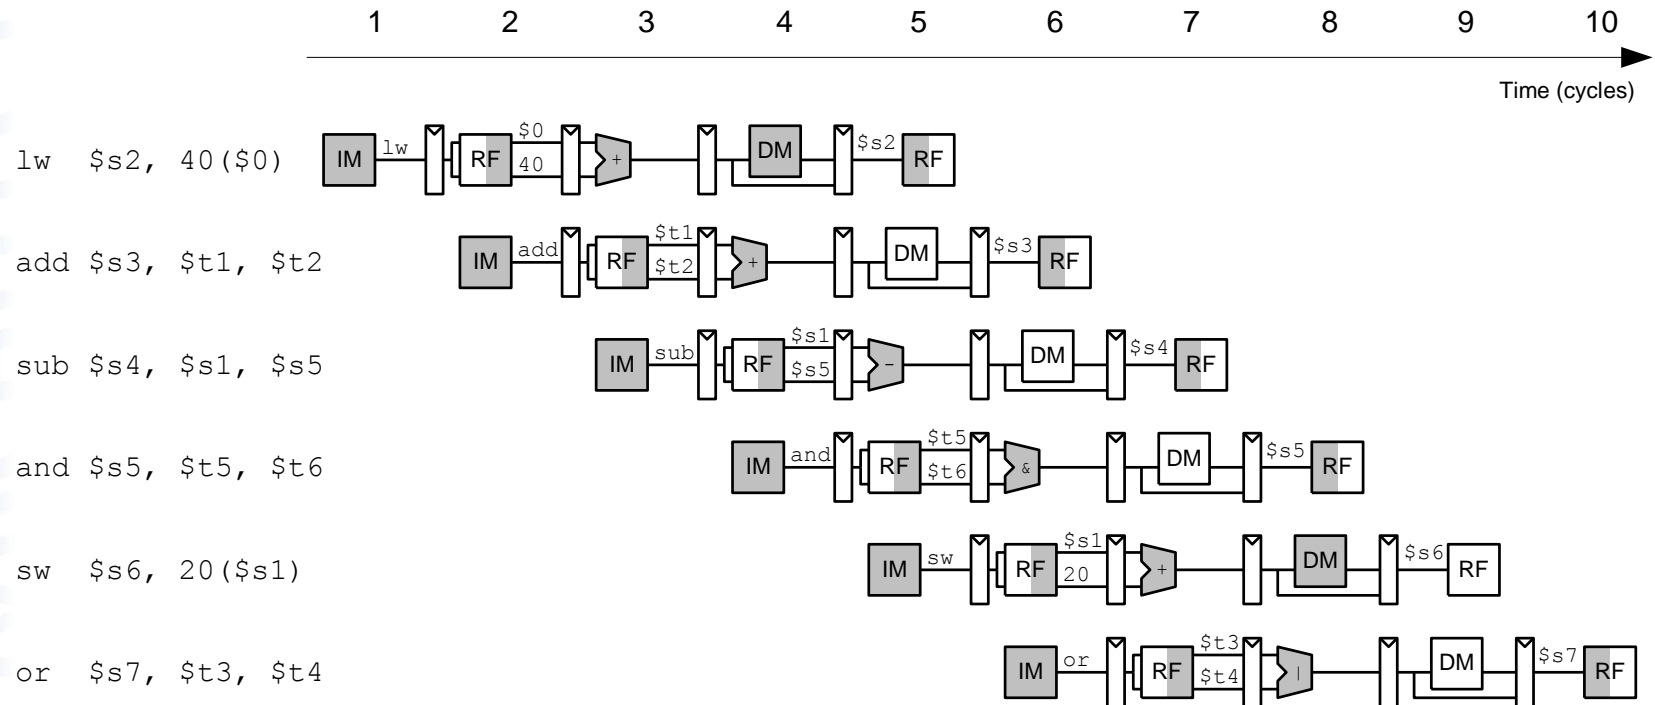 1 2 3 4 5 6 7 8 9 10
Time (cycles)
lw $s2, 40($0) IM lw RF $0 40 + DM $s2 RF
add $s3, $t1, $t2 IM add RF $t1 $t2 + DM $s3 RF
sub $s4, $s1, $s5 IM sub RF $s1 $s5 - DM $s4 RF
and $s5, $t5, $t6 IM and RF $t5 $t6 & DM $s5 RF
sw $s6, 20($s1) IM sw RF $s1 20 + DM $s6 RF
or $s7, $t3, $t4 IM or RF $t3 $t4 | DM $s7 RF